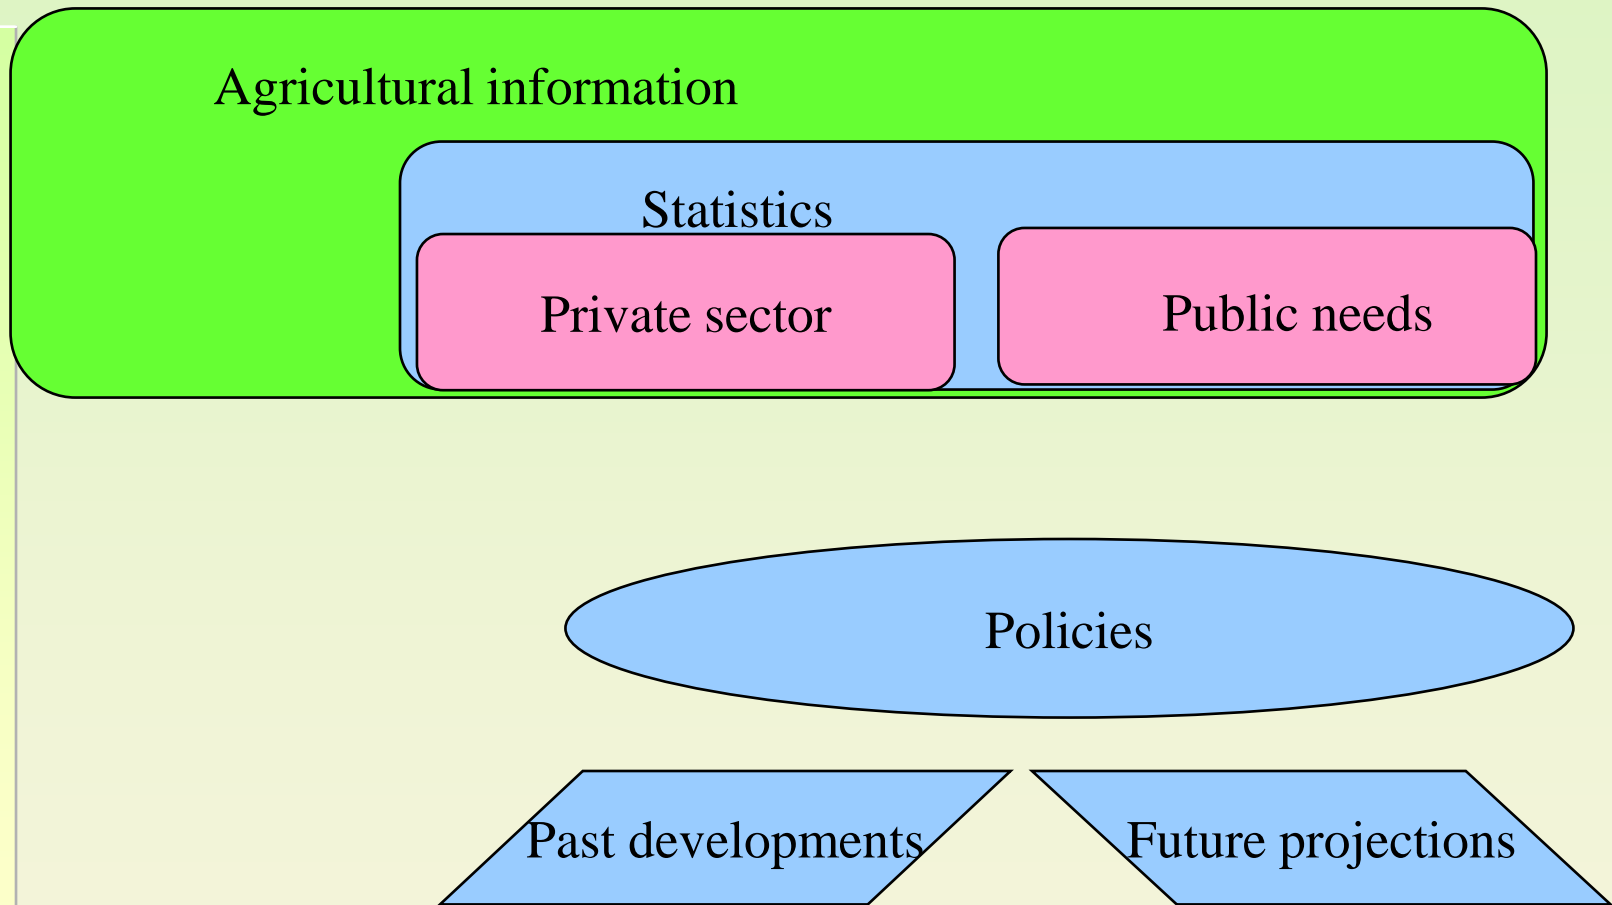 Agricultural information
Statistics
Private sector
Public needs
Policies
Past developments
Future projections